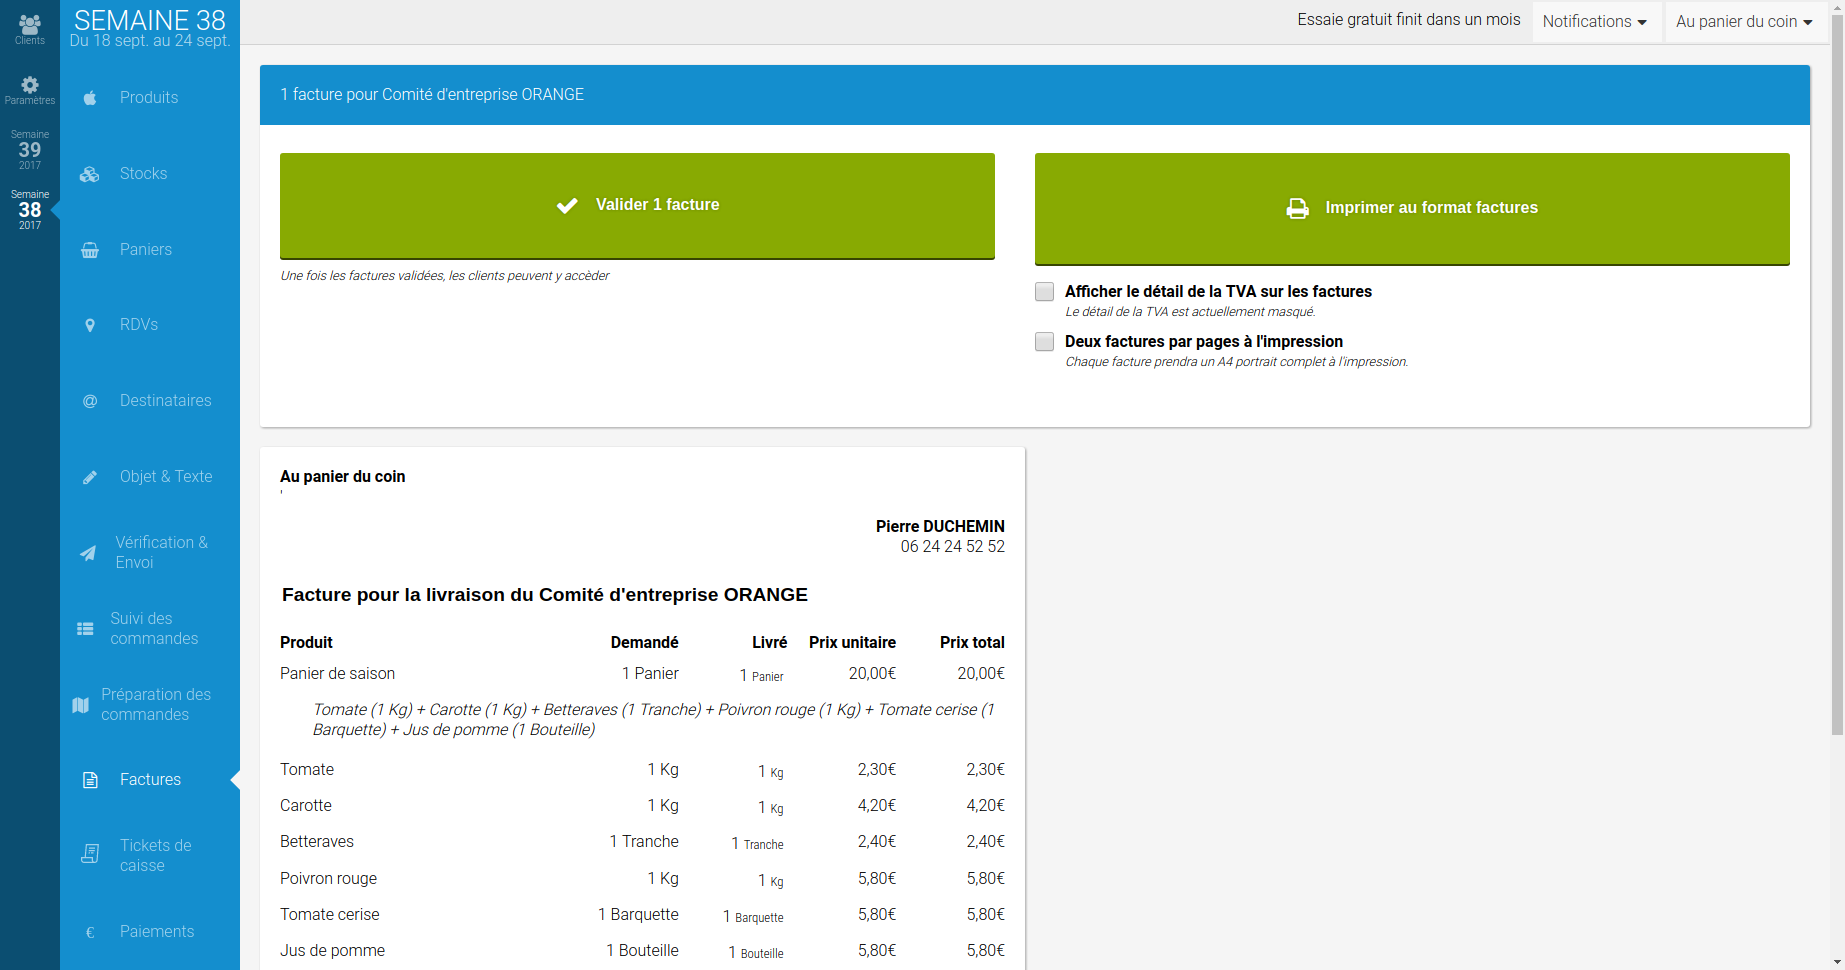 Clients
Paramètres
Semaine
39
2017
Semaine
38
2017
SEMAINE 38
Du 18 sept. au 24 sept.
Produits
Stocks
Paniers
RDVs
Destinataires
Objet & Texte
Vérification &
Envoi
Suivi des
commandes
Préparation des
commandes
Factures
Tickets de
caisse
€ Paiements
Essaie gratuit finit dans un mois Notifications Au panier du coin
1 facture pour Comité d'entreprise ORANGE
Valider 1 facture
Une fois les factures validées, les clients peuvent y accèder
Imprimer au format factures
Afficher le détail de la TVA sur les factures
Le détail de la TVA est actuellement masqué.
Deux factures par pages à l'impression
Chaque facture prendra un A4 portrait complet à l'impression.
Au panier du coin
'
Pierre DUCHEMIN
06 24 24 52 52
Facture pour la livraison du Comité d'entreprise ORANGE
Produit Demandé Livré Prix unitaire Prix total
Panier de saison 1 Panier 1 Panier 20,00€ 20,00€
Tomate (1 Kg) + Carotte (1 Kg) + Betteraves (1 Tranche) + Poivron rouge (1 Kg) + Tomate cerise (1
Barquette) + Jus de pomme (1 Bouteille)
Tomate 1 Kg 1 Kg 2,30€ 2,30€
Carotte 1 Kg 1 Kg 4,20€ 4,20€
Betteraves 1 Tranche 1 Tranche 2,40€ 2,40€
Poivron rouge 1 Kg 1 Kg 5,80€ 5,80€
Tomate cerise 1 Barquette 1 Barquette 5,80€ 5,80€
Jus de pomme 1 Bouteille 1 Bouteille 5,80€ 5,80€